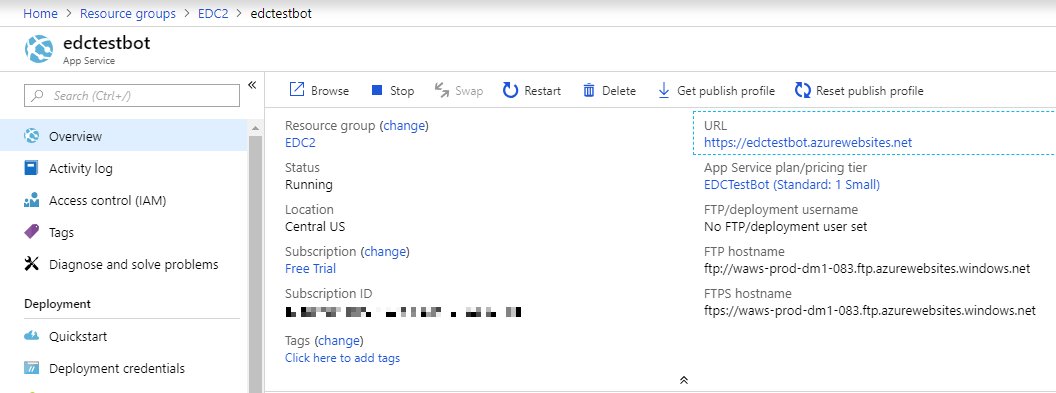 Home > Resource groups > EDC2 > edctestbot
edctestbot
App Service
Search (Ctrl+/)
Overview
Activity log
Access control (IAM)
Tags
Diagnose and solve problems
Deployment
Quickstart
Deployment credentials
Browse Stop Swap Restart Delete Get publish profile Reset publish profile
Resource group (change)
EDC2
Status
Running
Location
Central US
Subscription (change)
Free Trial
Subscription ID
Tags (change)
Click here to add tags
URL
https://edctestbot.azurewebsites.net
App Service plan/pricing tier
EDCTestBot (Standard: 1 Small)
FTP/deployment username
No FTP/deployment user set
FTP hostname
ftp://waws-prod-dm1-083.ftp.azurewebsites.windows.net
FTPS hostname
ftps://waws-prod-dm1-083.ftp.azurewebsites.windows.net